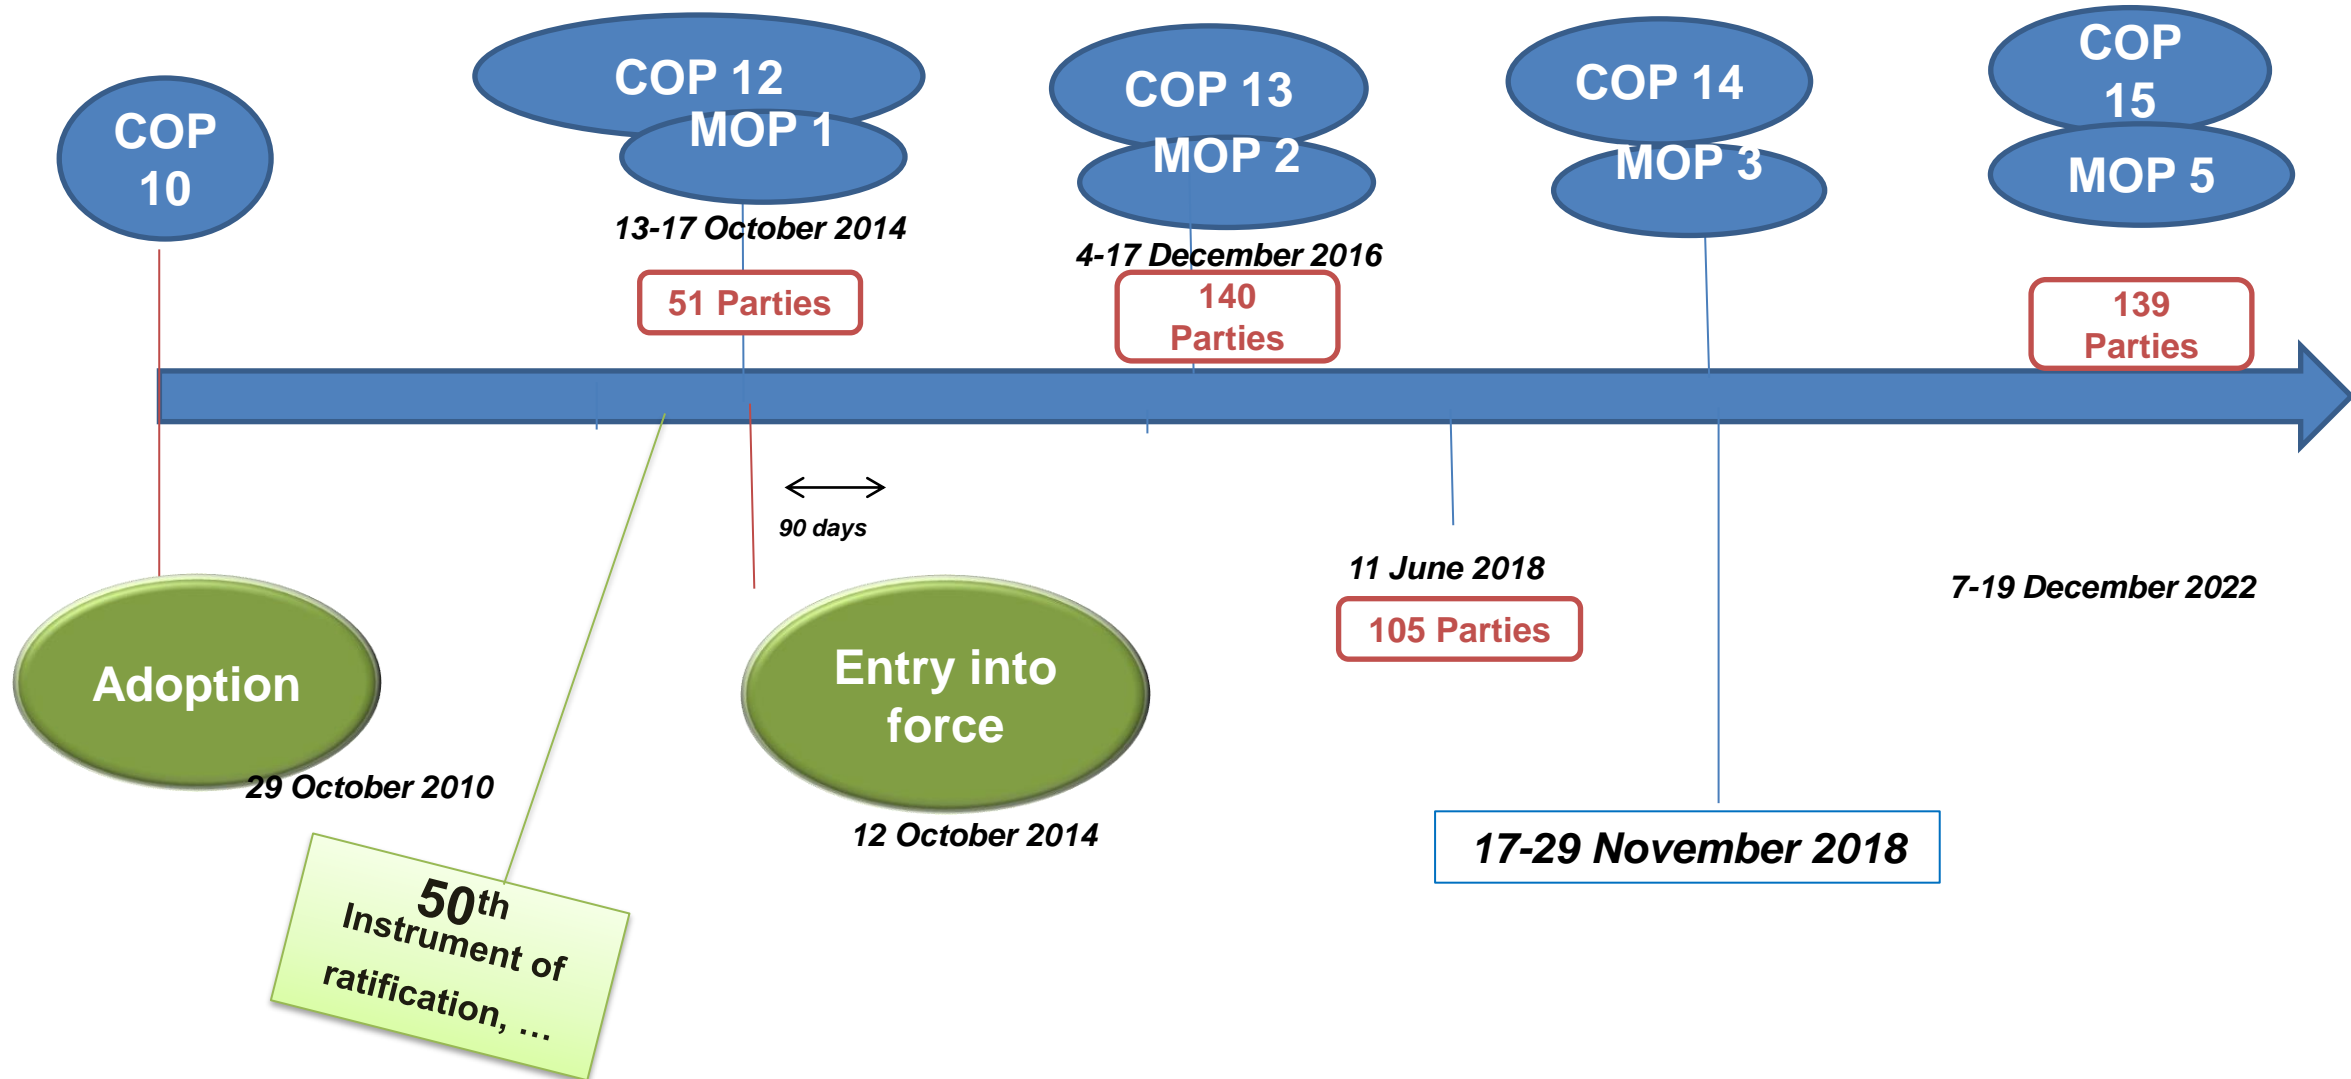 COP
10
COP 12
MOP 1
13-17 October 2014
51 Parties
COP 13
MOP 2
4-17 December 2016
140
Parties
COP 14
MOP 3
COP
15
MOP 5
139
Parties
90 days
11 June 2018
105 Parties
7-19 December 2022
Adoption
29 October 2010
Entry into
force
12 October 2014
17-29 November 2018
50th
Instrument of
ratification, …